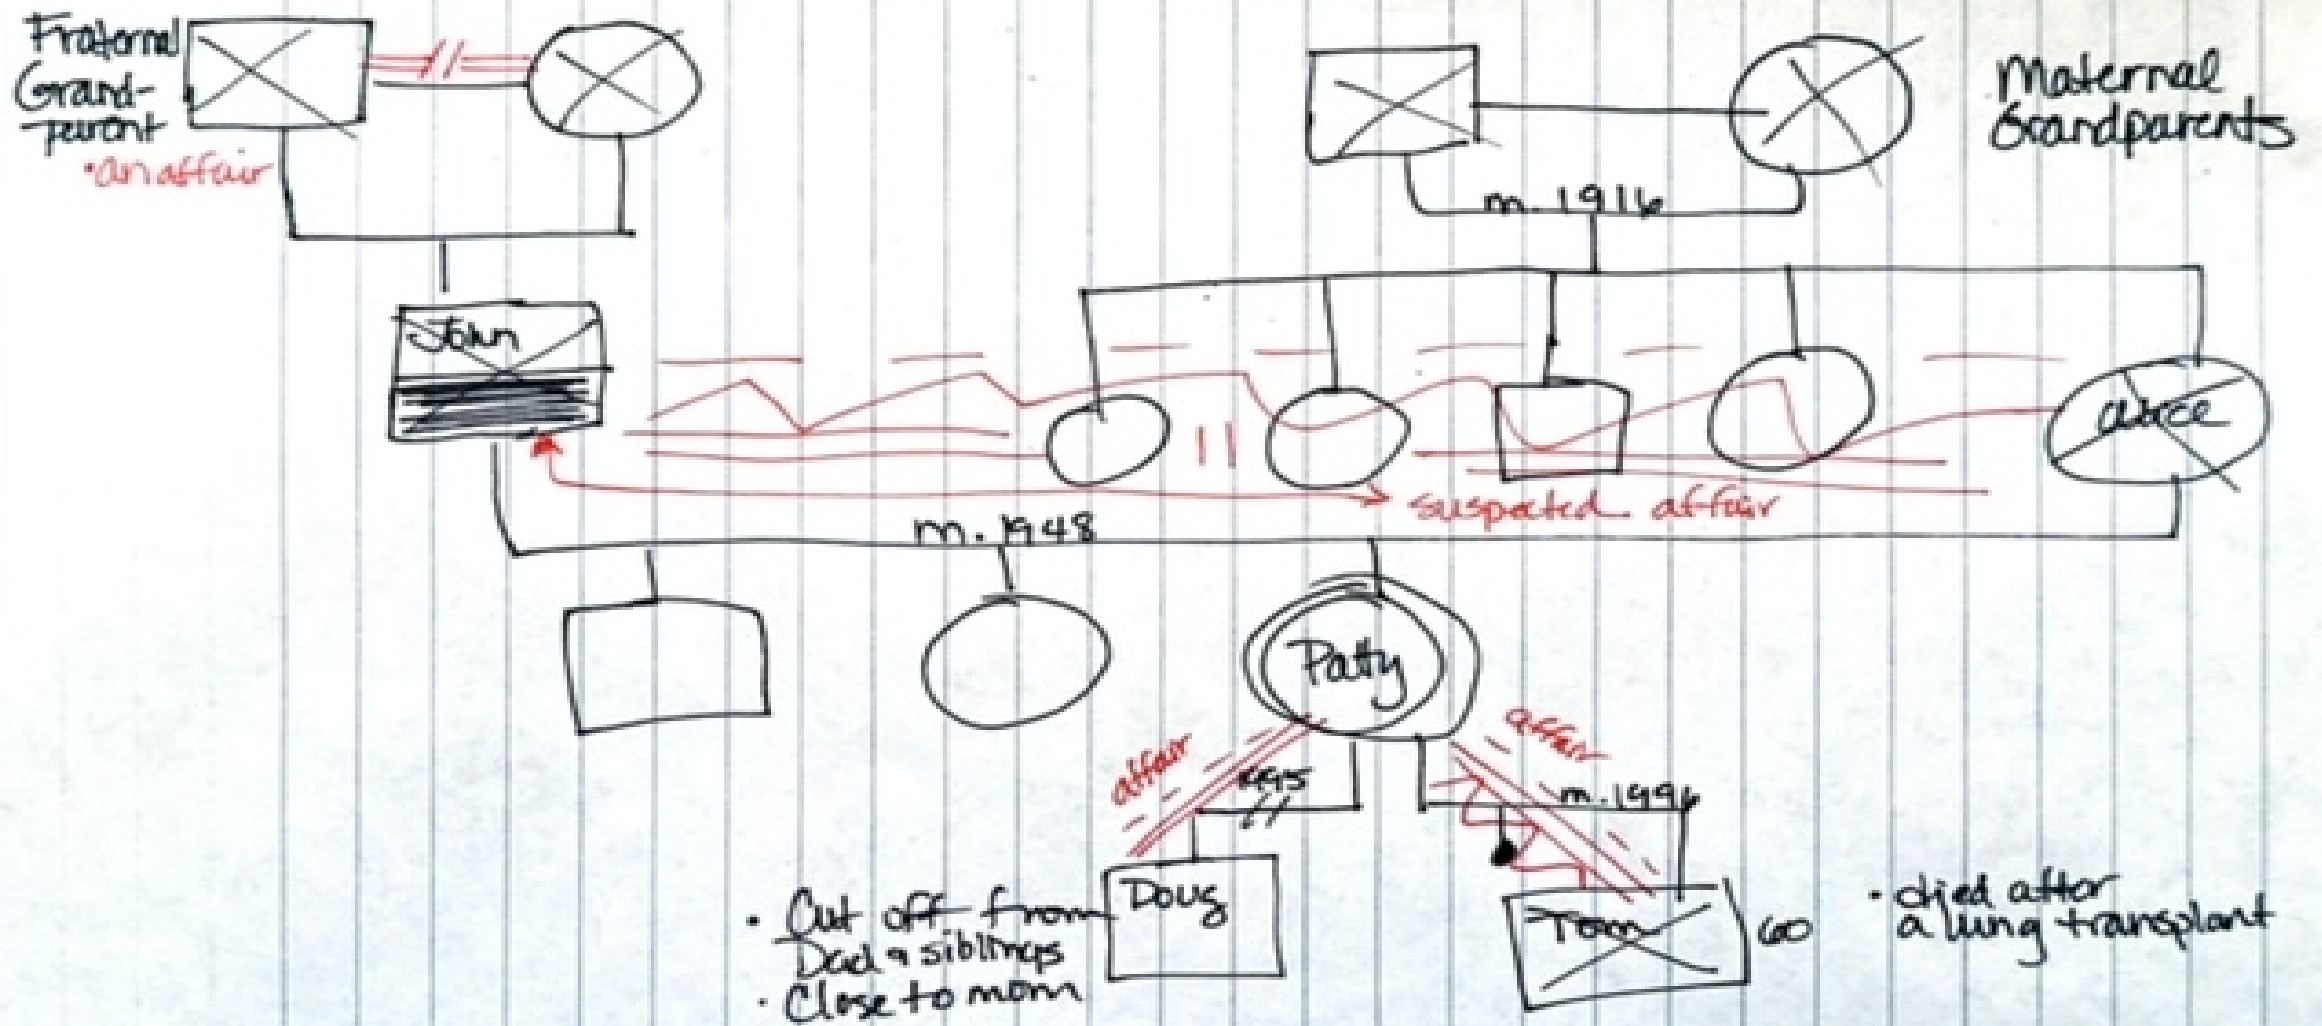 Fraternal
Grand-
parent
• an affair
Maternal
Grandparents
m. 1916
John
alice
suspected affair
m. 1948
Patty
affair
affair
m. 1996
Doug
• Cut off from
Dad & siblings
• Close to mom
Tom
60
• died after
a lung transplant